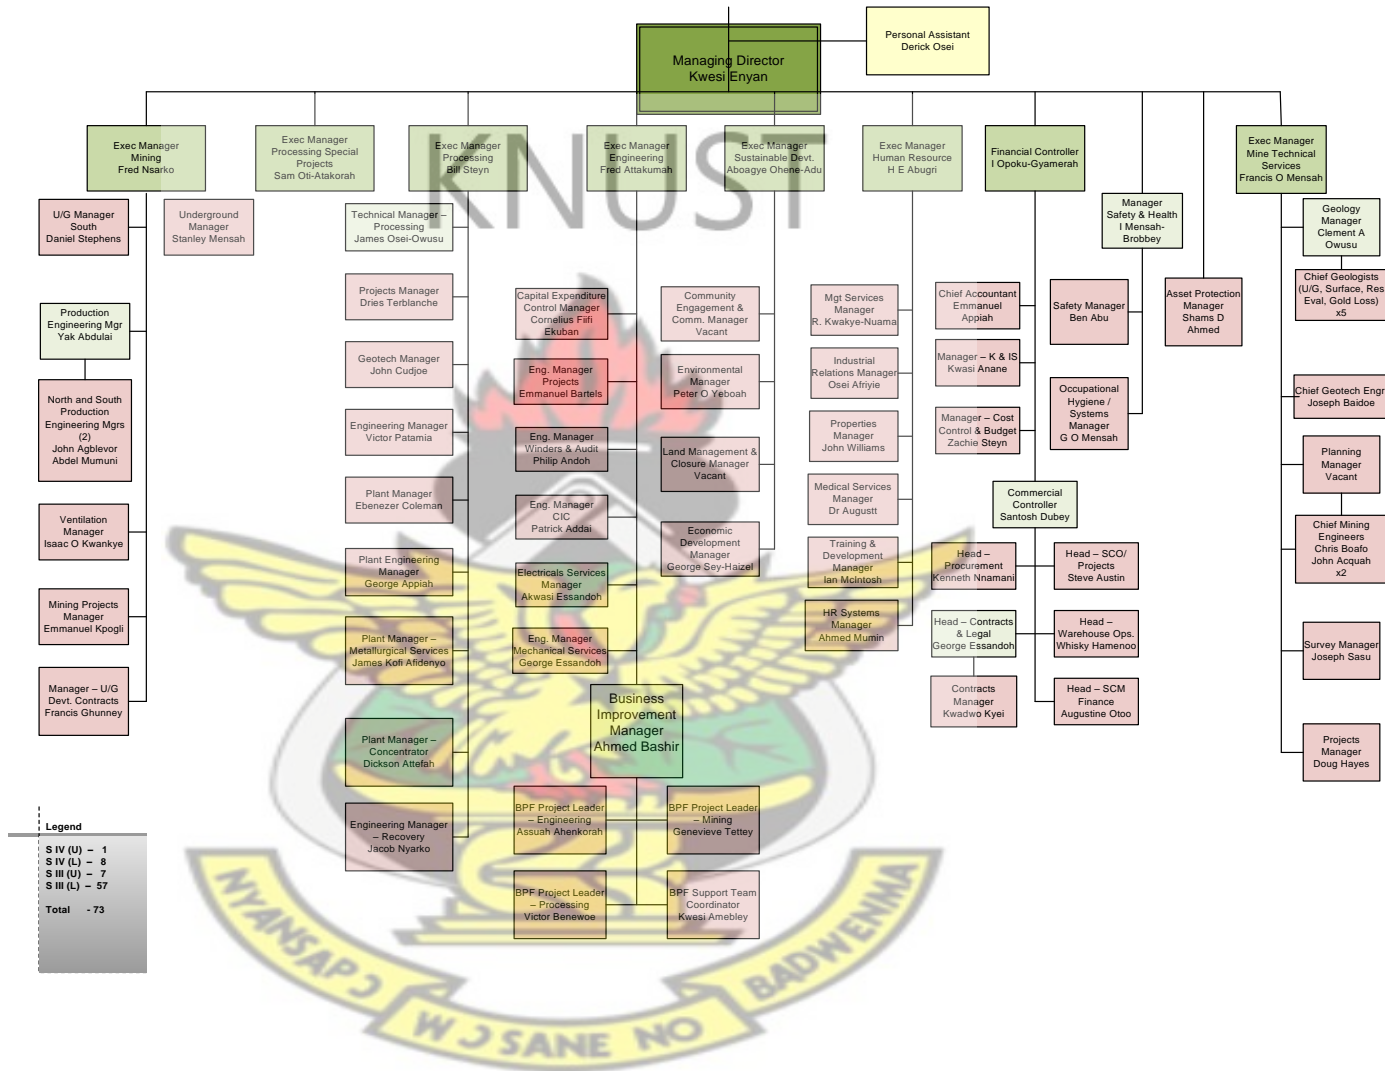 Personal Assistant
Derick Osei
Managing Director
Kwesi Enyan
KNUST
Exec Manager
Mining
Fred Nsarko
Exec Manager
Processing Special
Projects
Sam Oti-Atakorah
Exec Manager
Processing
Bill Steyn
Exec Manager
Engineering
Fred Attakumah
Exec Manager
Sustainable Devt.
Aboagye Ohene-Adu
Exec Manager
Human Resource
H E Abugri
Financial Controller
I Opoku-Gyamerah
Exec Manager
Mine Technical
Services
Francis O Mensah
U/G Manager
South
Daniel Stephens
Underground
Manager
Stanley Mensah
Production
Engineering Mgr
Yak Abdulai
North and South
Production
Engineering Mgrs
(2)
John Agblevor
Abdel Mumuni
Ventilation
Manager
Isaac O Kwankye
Mining Projects
Manager
Emmanuel Kpogli
Manager – U/G
Devt. Contracts
Francis Ghunney
Technical Manager –
Processing
James Osei-Owusu
Projects Manager
Dries Terblanche
Geotech Manager
John Cudjoe
Engineering Manager
Victor Patamia
Plant Manager
Ebenezer Coleman
Plant Engineering
Manager
George Appiah
Plant Manager –
Metallurgical Services
James Kofi Afidenyo
Plant Manager –
Concentrator
Dickson Attefah
Engineering Manager
– Recovery
Jacob Nyarko
Capital Expenditure
Control Manager
Cornelius Fiifi
Ekuban
Eng. Manager
Projects
Emmanuel Bartels
Eng. Manager
Winders & Audit
Philip Andoh
Eng. Manager
CIC
Patrick Addai
Electricals Services
Manager
Akwasi Essandoh
Eng. Manager
Mechanical Services
George Essandoh
Business
Improvement
Manager
Ahmed Bashir
BPF Project Leader
– Engineering
Assuah Ahenkorah
BPF Project Leader
– Mining
Genevieve Tettey
BPF Project Leader
– Processing
Victor Benewoe
BPF Support Team
Coordinator
Kwesi Amebley
Community
Engagement &
Comm. Manager
Vacant
Environmental
Manager
Peter O Yeboah
Land Management &
Closure Manager
Vacant
Economic
Development
Manager
George Sey-Haizel
Mgt Services
Manager
R. Kwakye-Nuama
Industrial
Relations Manager
Osei Afriyie
Properties
Manager
John Williams
Medical Services
Manager
Dr Augustt
Training &
Development
Manager
Ian McIntosh
HR Systems
Manager
Ahmed Mumin
Chief Accountant
Emmanuel
Appiah
Manager – K & IS
Kwasi Anane
Manager – Cost
Control & Budget
Zachie Steyn
Commercial
Controller
Santosh Dubey
Head –
Procurement
Kenneth Nnamani
Head – SCO/
Projects
Steve Austin
Head – Contracts
& Legal
George Essandoh
Head –
Warehouse Ops.
Whisky Hamenoo
Contracts
Manager
Kwadwo Kyei
Head – SCM
Finance
Augustine Otoo
Manager
Safety & Health
I Mensah-
Brobbey
Safety Manager
Ben Abu
Occupational
Hygiene /
Systems
Manager
G O Mensah
Asset Protection
Manager
Shams D
Ahmed
Geology
Manager
Clement A
Owusu
Chief Geologists
(U/G, Surface, Res
Eval, Gold Loss)
x5
Chief Geotech Engr
Joseph Baidoe
Planning
Manager
Vacant
Chief Mining
Engineers
Chris Boafo
John Acquah
x2
Survey Manager
Joseph Sasu
Projects
Manager
Doug Hayes
Legend
S IV (U) – 1
S IV (L) – 8
S III (U) – 7
S III (L) – 57
Total - 73
NYANSAPƆ
WƆSANE NO
BADWENMA